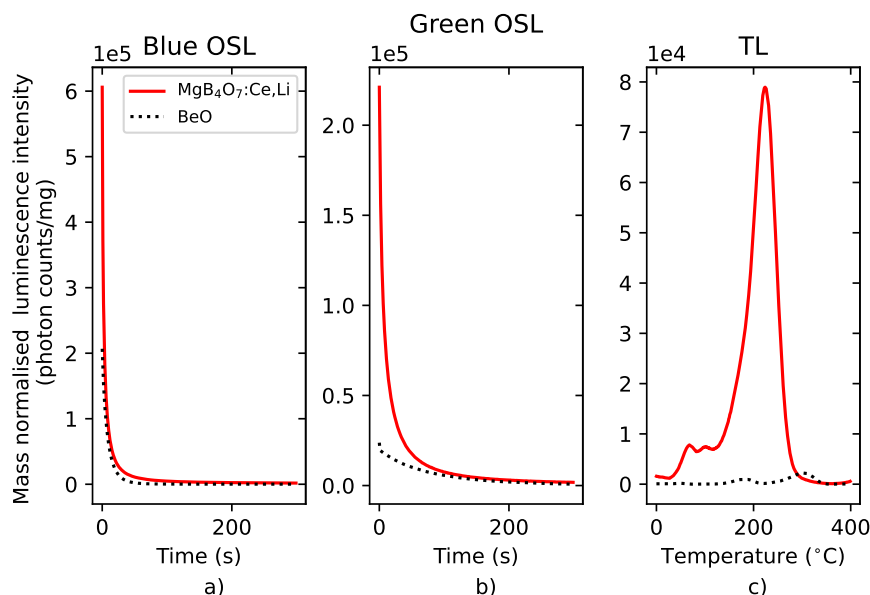 Blue OSL
Green OSL
TL
1e5
1e5
1e4
Mass normalised luminescence intensity
(photon counts/mg)
MgB₄O₇:Ce,Li
BeO
6
5
4
3
2
1
0
0
200
Time (s)
a)
2.0
1.5
1.0
0.5
0.0
0
200
Time (s)
b)
8
7
6
5
4
3
2
1
0
0
200
400
Temperature (°C)
c)